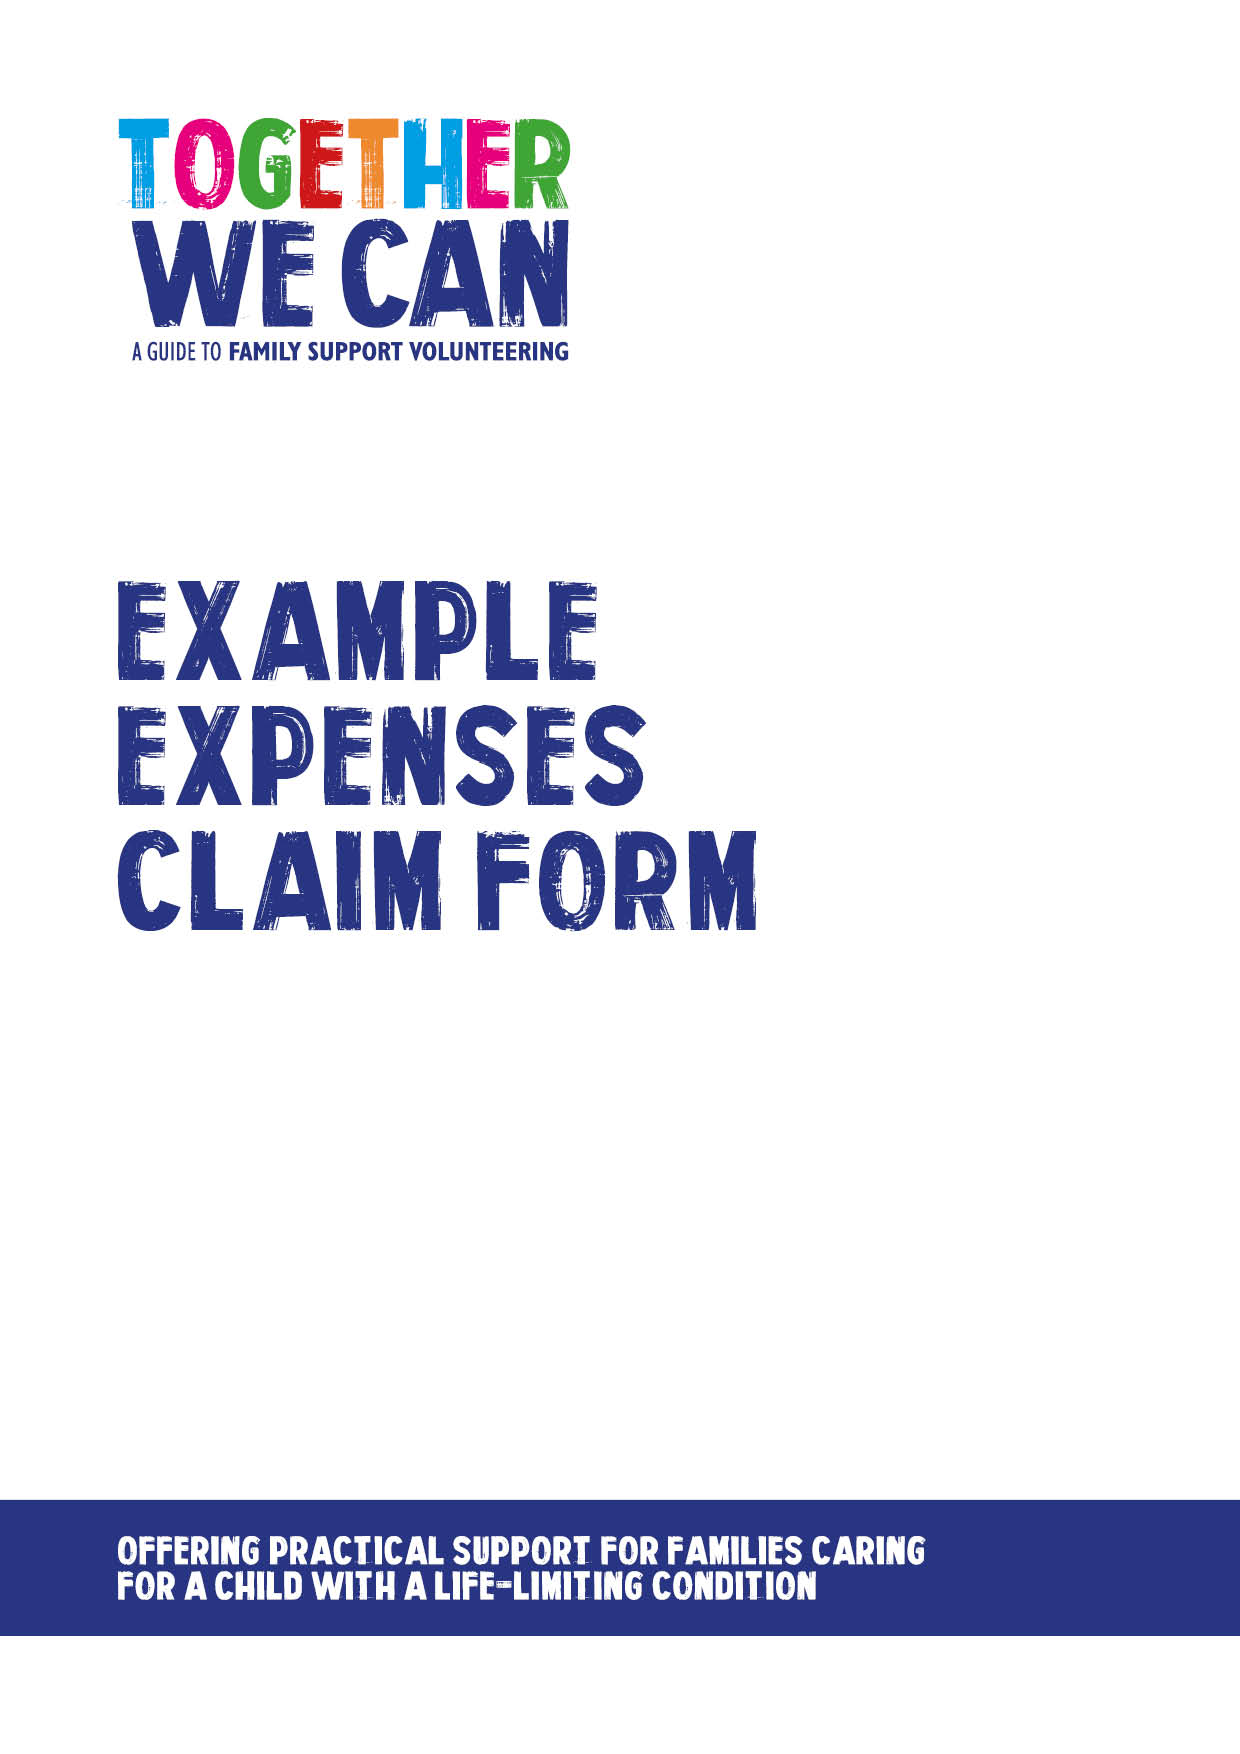 TOGETHER
WE CAN
A GUIDE TO FAMILY SUPPORT VOLUNTEERING
EXAMPLE
EXPENSES
CLAIM FORM
OFFERING PRACTICAL SUPPORT FOR FAMILIES CARING
FOR A CHILD WITH A LIFE-LIMITING CONDITION